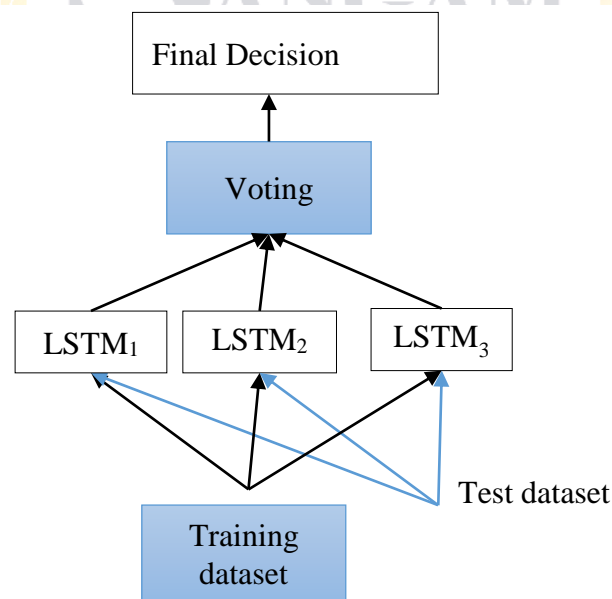 Final Decision
Voting
LSTM₁
LSTM₂
LSTM₃
Test dataset
Training
dataset